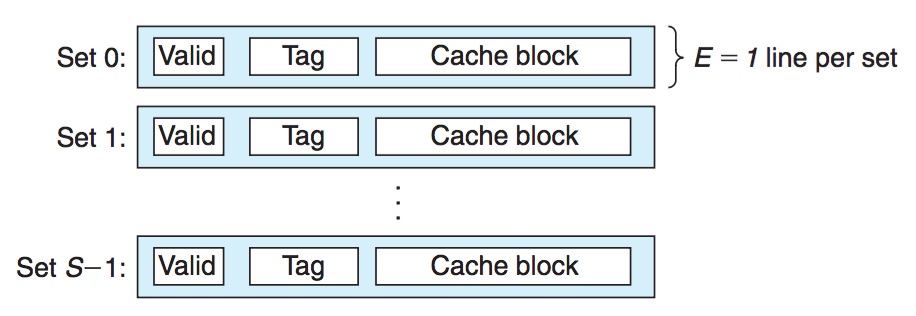 Set 0: Valid Tag Cache block E = 1 line per set
Set 1: Valid Tag Cache block
Set S−1: Valid Tag Cache block